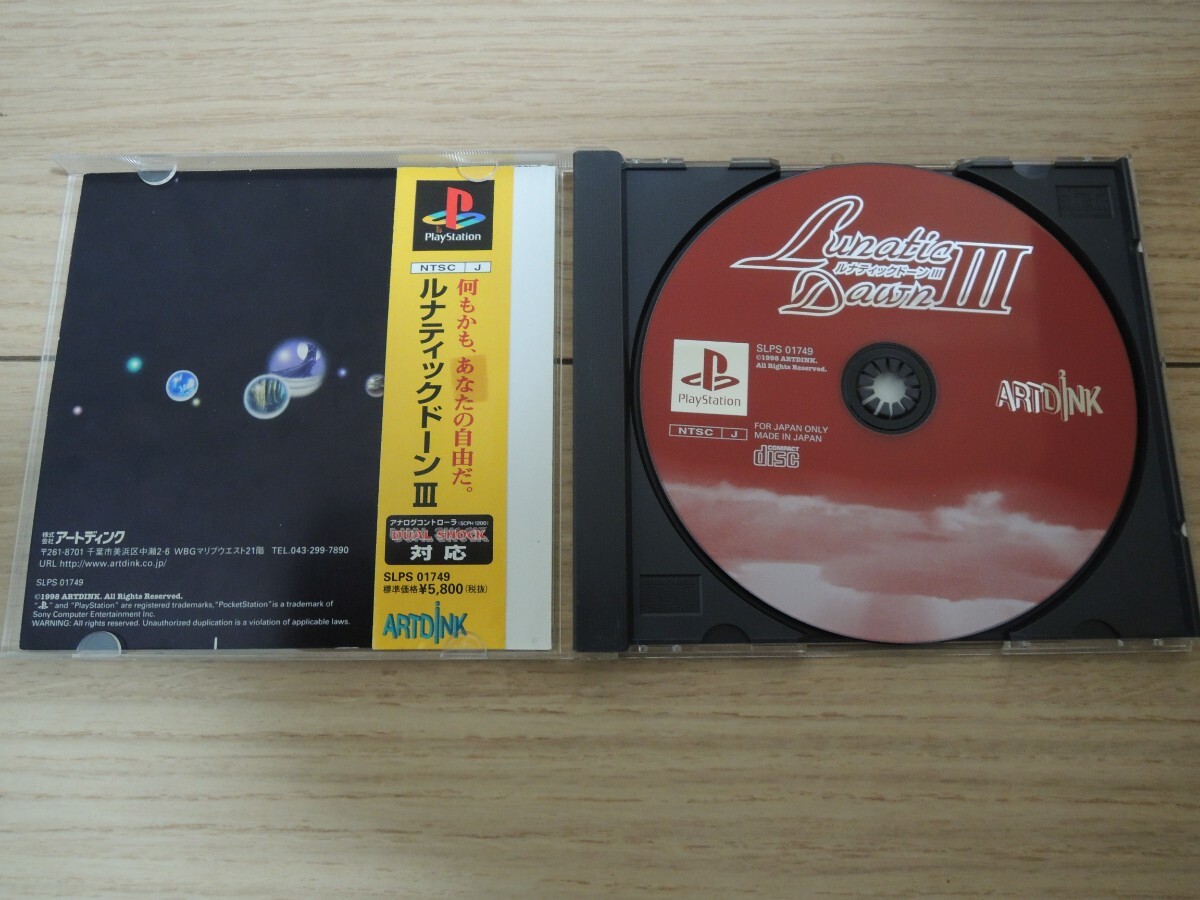 株式会社アートディンク
〒261-8701 千葉市美浜区中瀬2-6 WBGマリブウエスト21階 TEL.043-299-7890
URL http://www.artdink.co.jp/
SLPS 01749
©1998 ARTDINK. All Rights Reserved.
"PS" and "PlayStation" are registered trademarks, "PocketStation" is a trademark of
Sony Computer Entertainment Inc.
WARNING: All rights reserved. Unauthorized duplication is a violation of applicable laws.
PlayStation
NTSC J
何もかも、あなたの自由だ。
ルナティックドーンIII
アナログコントローラ(SCPH-1200)
DUAL SHOCK
対応
SLPS 01749
標準価格¥5,800(税抜)
ARTDINK
Lunatic
ルナティックドーンIII
Dawn III
SLPS 01749
©1998 ARTDINK.
All Rights Reserved.
PlayStation
NTSC J
FOR JAPAN ONLY
MADE IN JAPAN
COMPACT
disc
ARTDINK